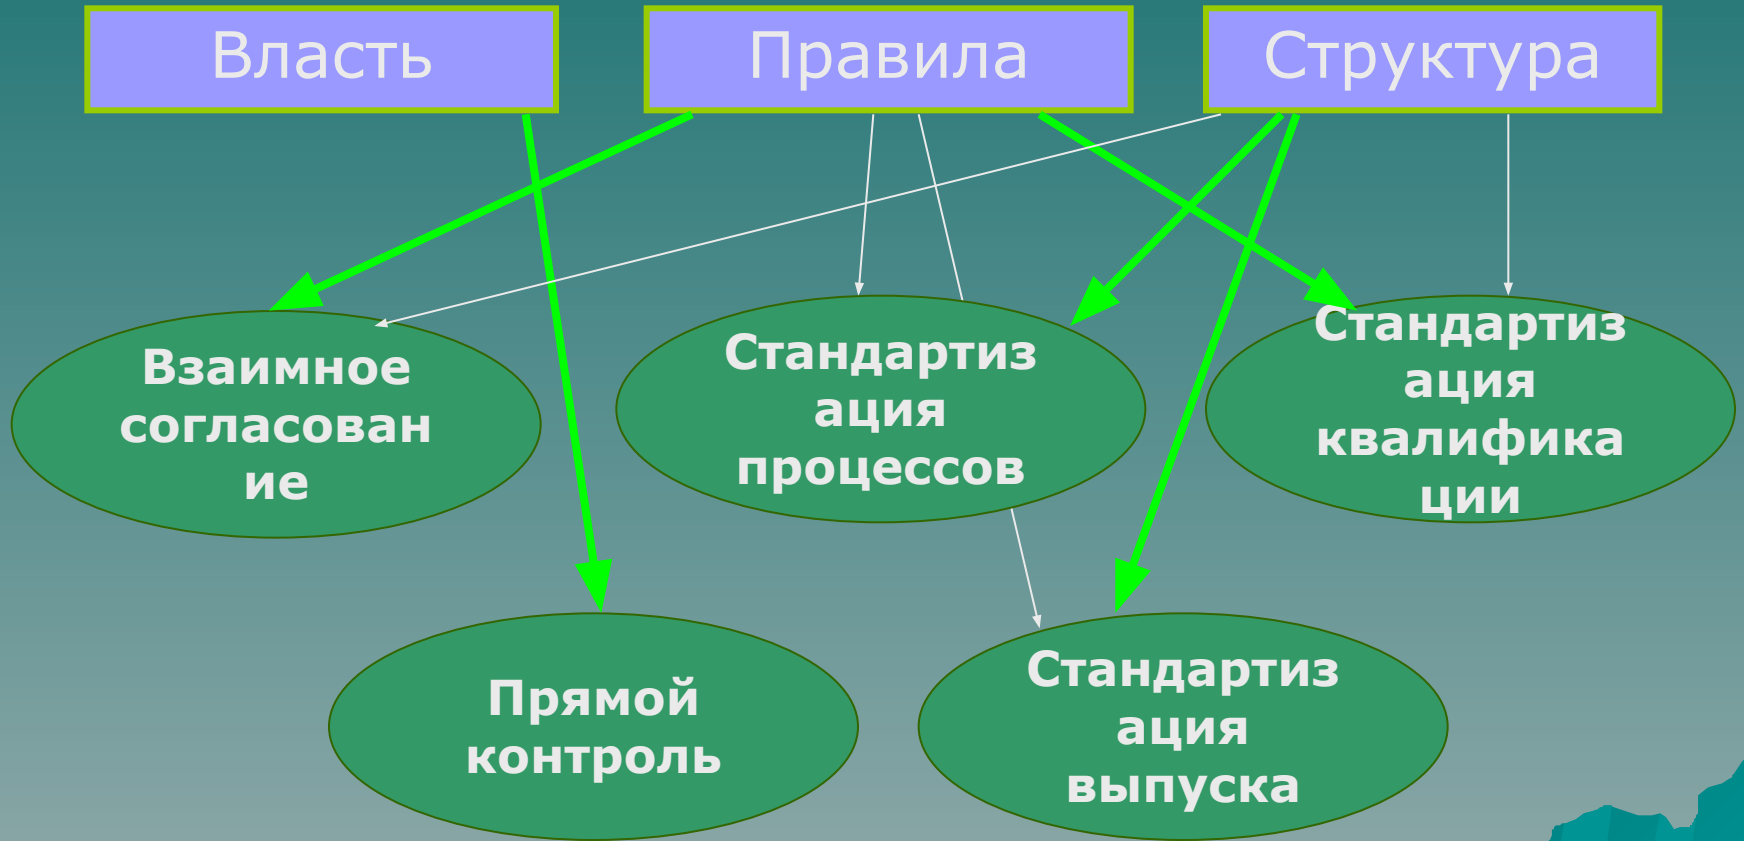 Власть
Правила
Структура
Взаимное
согласован
ие
Стандартиз
ация
процессов
Стандартиз
ация
квалифика
ции
Прямой
контроль
Стандартиз
ация
выпуска